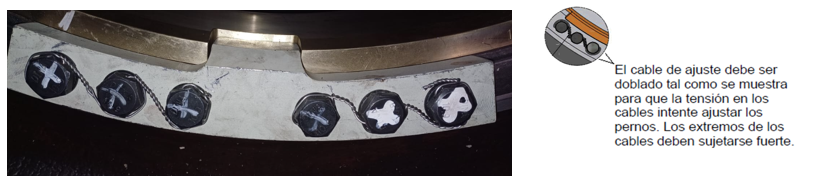 El cable de ajuste debe ser
doblado tal como se muestra
para que la tensión en los
cables intente ajustar los
pernos. Los extremos de los
cables deben sujetarse fuerte.